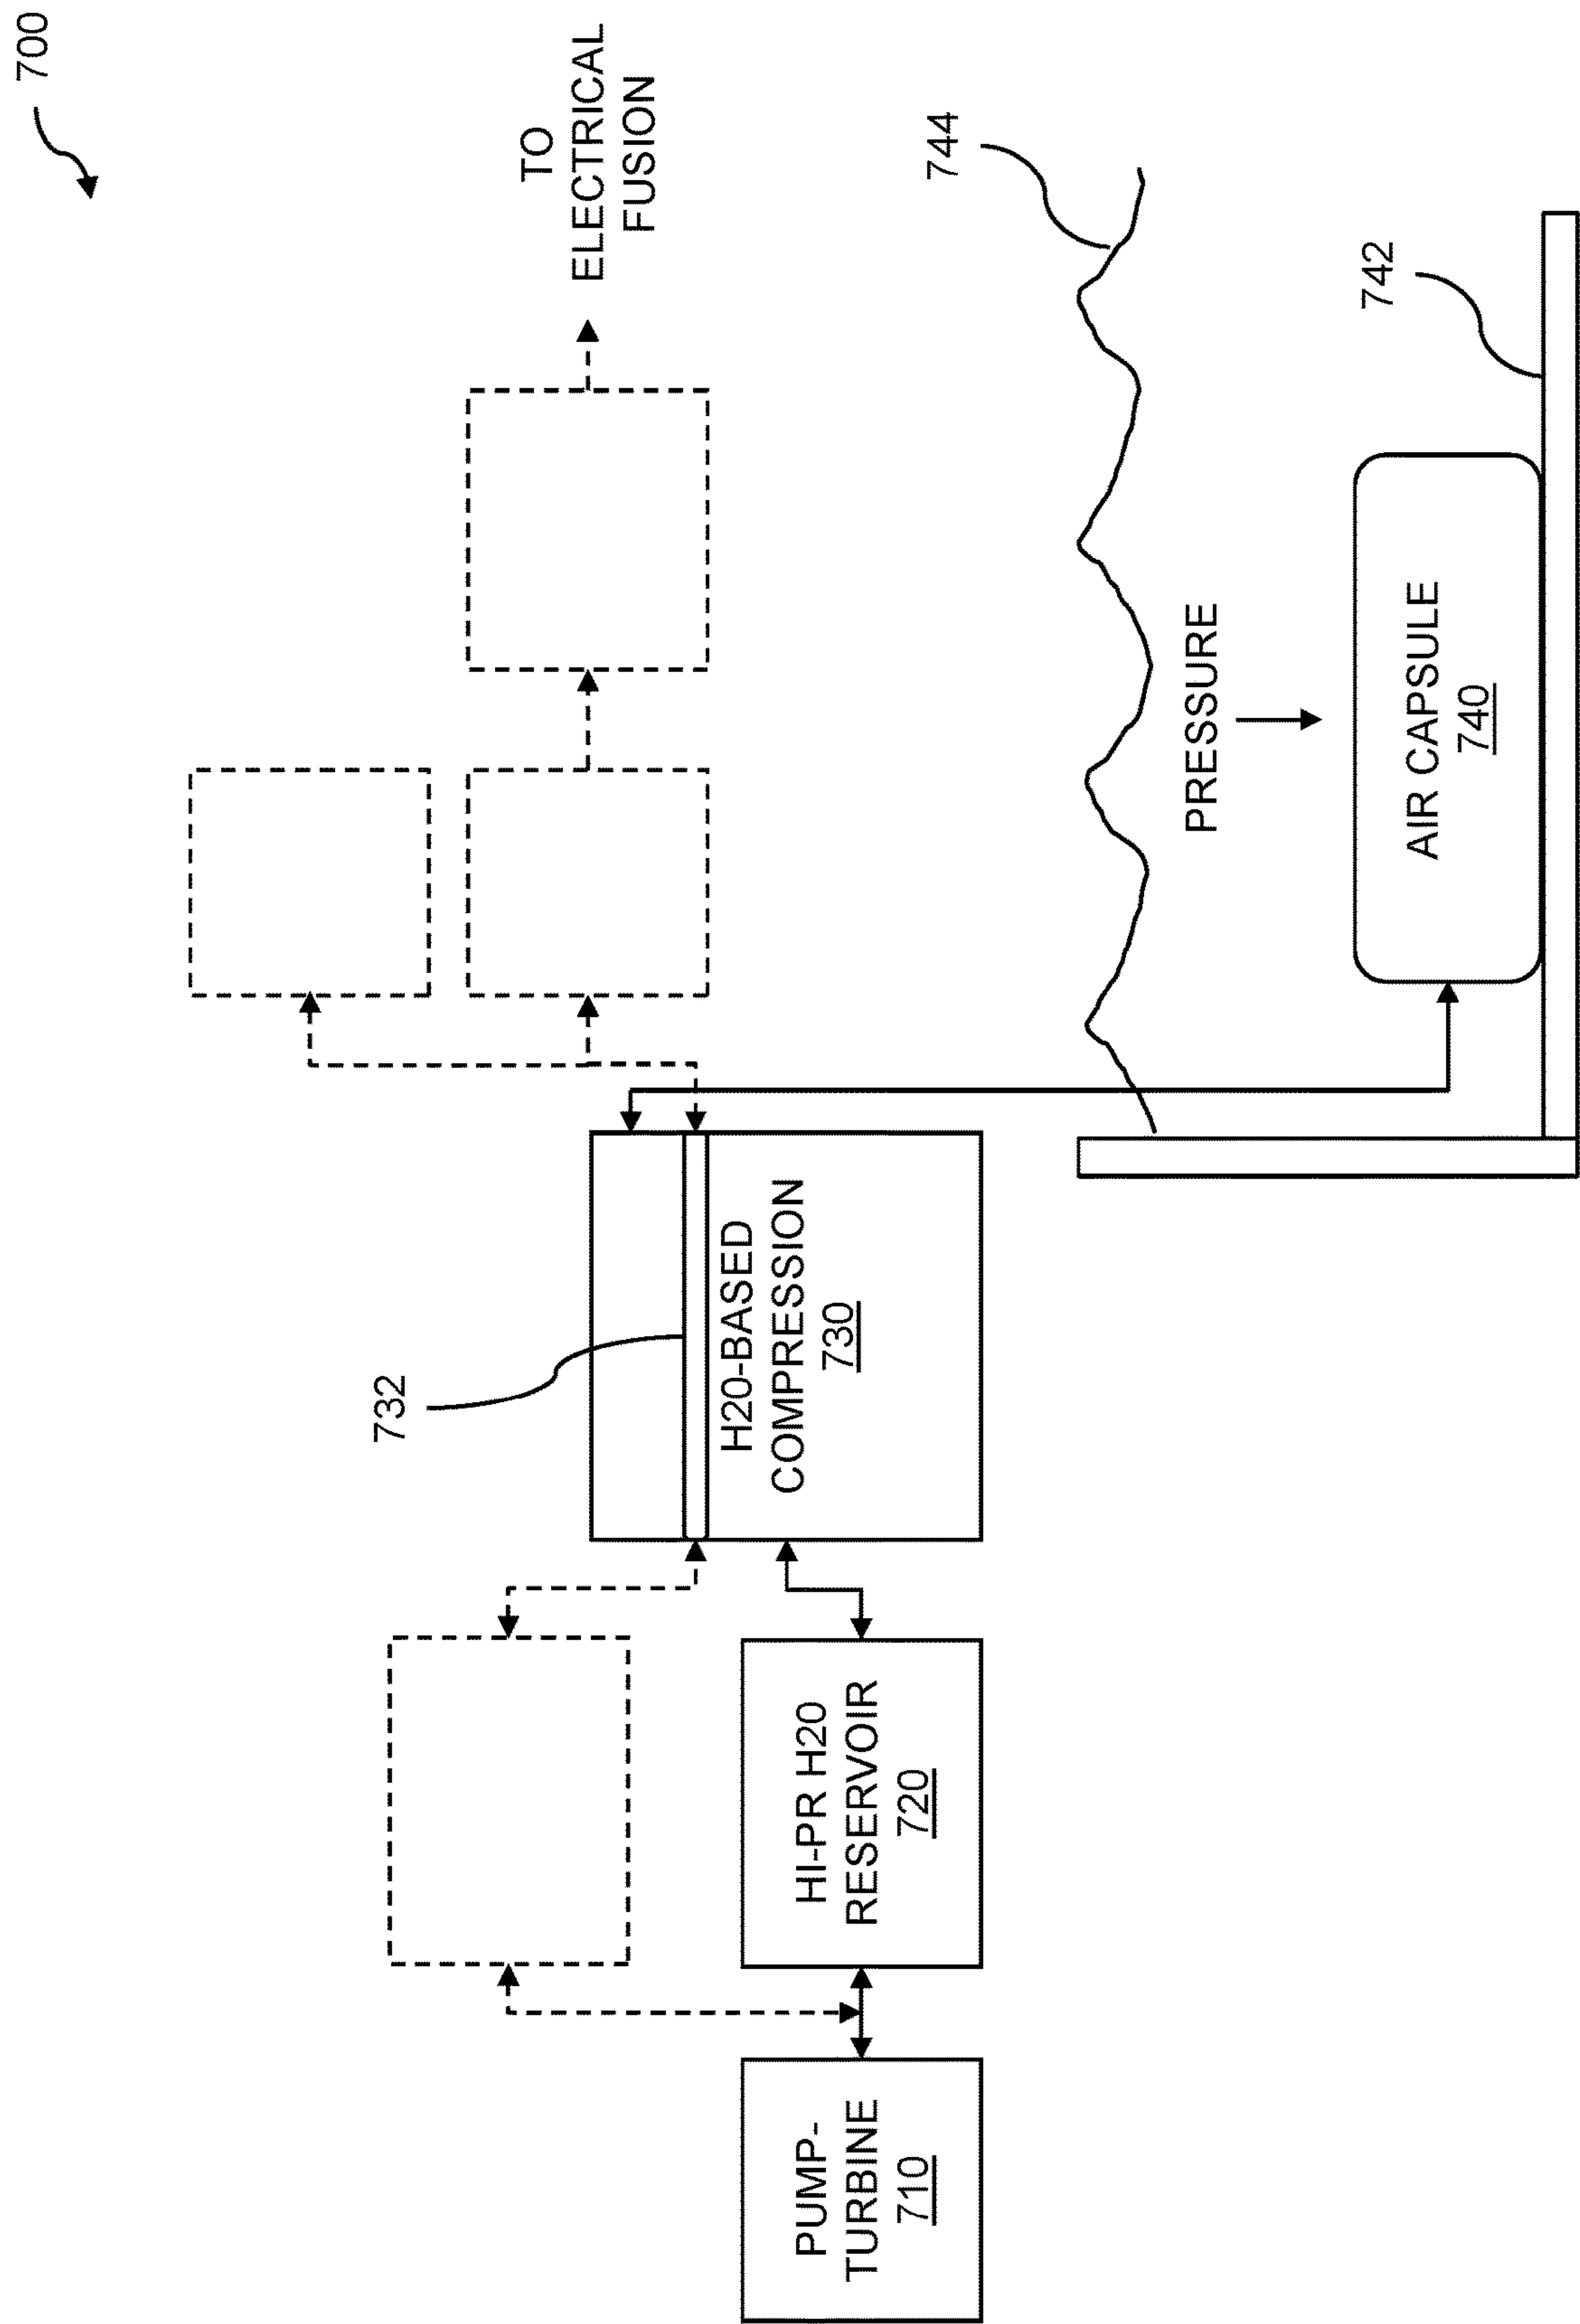 700
TO
ELECTRICAL
FUSION
732
H20-BASED
COMPRESSION
730
HI-PR H20
RESERVOIR
720
PUMP-
TURBINE
710
744
PRESSURE
AIR CAPSULE
740
742